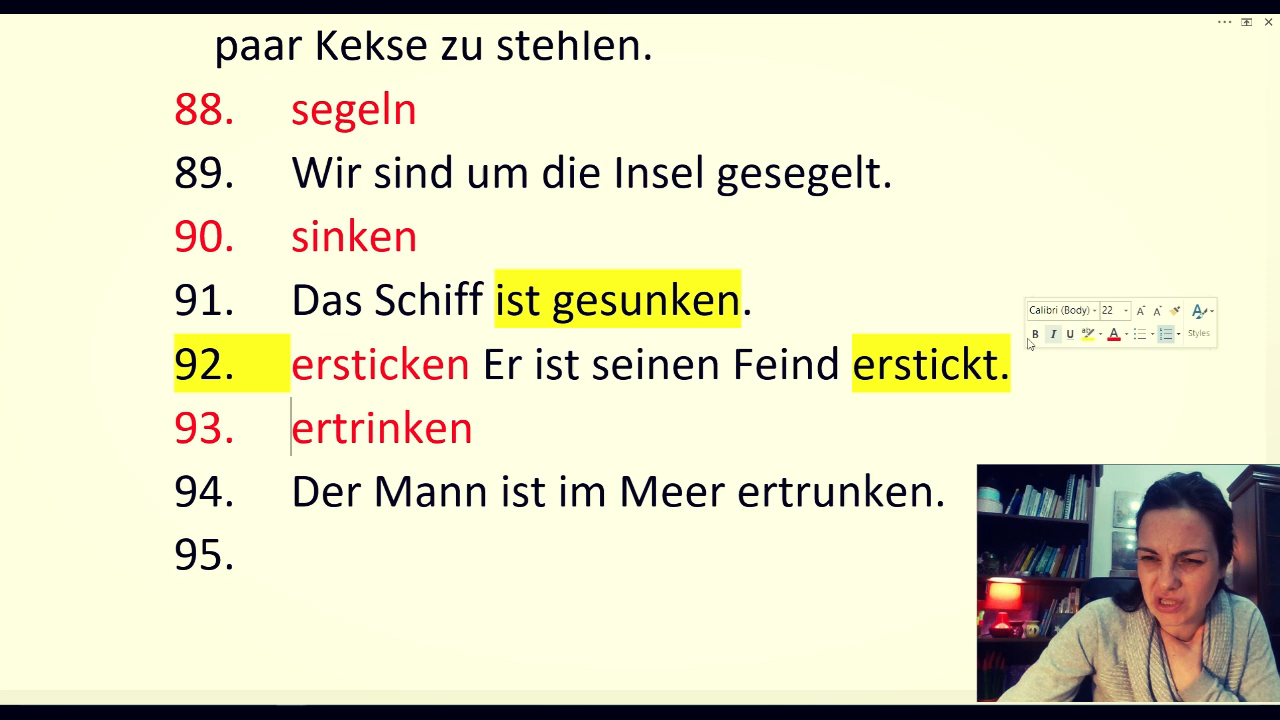 paar Kekse zu stehlen.
88. segeln
89. Wir sind um die Insel gesegelt.
90. sinken
91. Das Schiff ist gesunken.
Calibri (Body) 22
B I U Styles
92. ersticken Er ist seinen Feind erstickt.
93. ertrinken
94. Der Mann ist im Meer ertrunken.
95.